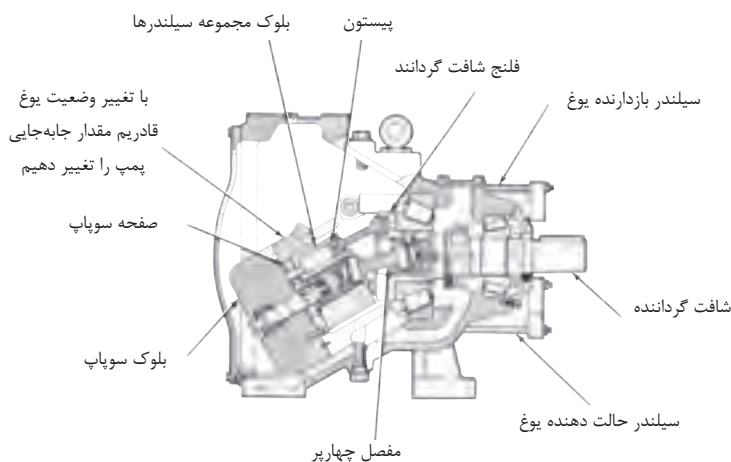 بلوک مجموعه سیلندرها
پیستون
فلنج شافت گردانند
سیلندر بازدارنده یوغ
با تغییر وضعیت یوغ
قادریم مقدار جابه‌جایی
پمپ را تغییر دهیم
صفحه سوپاپ
شافت گرداننده
بلوک سوپاپ
سیلندر حالت دهنده یوغ
مفصل چهارپر